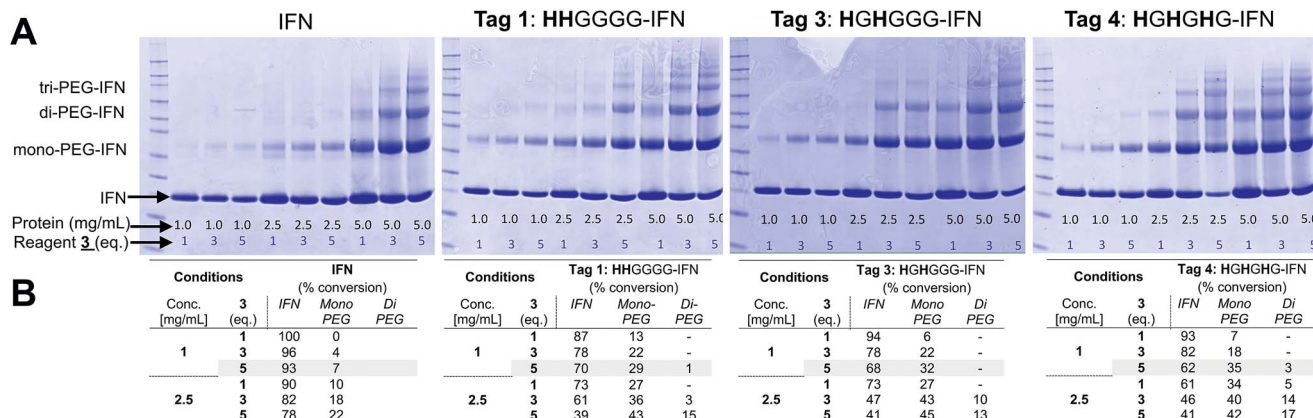 A
IFN
Tag 1: HHGGGG-IFN
Tag 3: HGHGGG-IFN
Tag 4: HGHGHG-IFN
tri-PEG-IFN
di-PEG-IFN
mono-PEG-IFN
IFN
Protein (mg/mL) 1.0 1.0 1.0 2.5 2.5 2.5 5.0 5.0 5.0 1.0 1.0 1.0 2.5 2.5 2.5 5.0 5.0 5.0 1.0 1.0 1.0 2.5 2.5 2.5 5.0 5.0 5.0 1.0 1.0 1.0 2.5 2.5 2.5 5.0 5.0 5.0
Reagent 3 (eq.) 1 3 5 1 3 5 1 3 5 1 3 5 1 3 5 1 3 5 1 3 5 1 3 5 1 3 5 1 3 5 1 3 5 1 3 5
B
Conditions IFN
(% conversion)
Conc. 3 IFN Mono Di
[mg/mL] (eq.) PEG PEG
1 100 0
1 3 96 4
5 93 7
1 90 10
2.5 3 82 18
5 78 22
Conditions Tag 1: HHGGGG-IFN
(% conversion)
Conc. 3 IFN Mono- Di-
[mg/mL] (eq.) PEG PEG
1 87 13 -
1 3 78 22 -
5 70 29 1
1 73 27 -
2.5 3 61 36 3
5 39 43 15
Conditions Tag 3: HGHGGG-IFN
(% conversion)
Conc. 3 IFN Mono Di
[mg/mL] (eq.) PEG PEG
1 94 6 -
1 3 78 22 -
5 68 32 -
1 73 27 -
2.5 3 47 43 10
5 41 45 13
Conditions Tag 4: HGHGHG-IFN
(% conversion)
Conc. 3 IFN Mono Di
[mg/mL] (eq.) PEG PEG
1 93 7 -
1 3 82 18 -
5 62 35 3
1 61 34 5
2.5 3 46 40 14
5 41 42 17